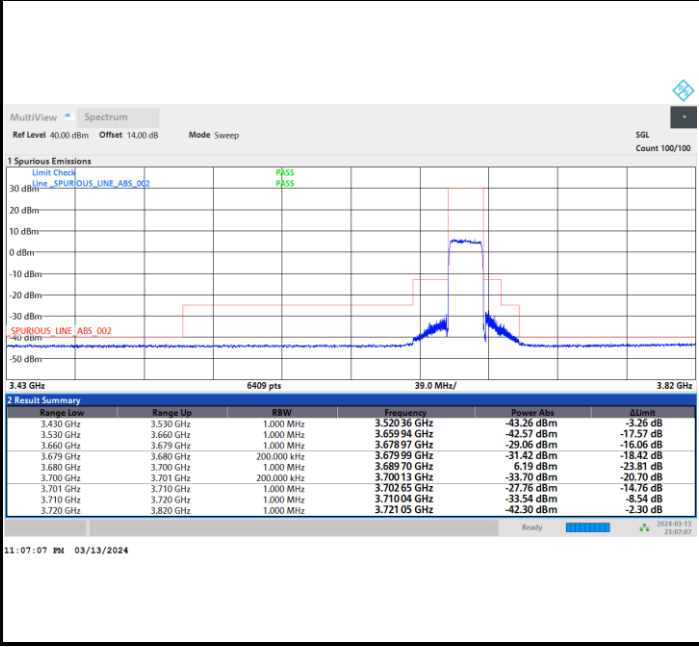 MultiView Spectrum
Ref Level 40.00 dBm Offset 14.00 dB Mode Sweep SGL
Count 100/100
1 Spurious Emissions
Limit Check PASS
Line _SPURIOUS_LINE_ABS_002 PASS
30 dBm
20 dBm
10 dBm
0 dBm
-10 dBm
-20 dBm
-30 dBm
_SPURIOUS_LINE_ABS_002
-40 dBm
-50 dBm
3.43 GHz 6409 pts 39.0 MHz/ 3.82 GHz
2 Result Summary
Range Low Range Up RBW Frequency Power Abs ΔLimit
3.430 GHz 3.530 GHz 1.000 MHz 3.520 36 GHz -43.26 dBm -3.26 dB
3.530 GHz 3.660 GHz 1.000 MHz 3.659 94 GHz -42.57 dBm -17.57 dB
3.660 GHz 3.679 GHz 1.000 MHz 3.678 97 GHz -29.06 dBm -16.06 dB
3.679 GHz 3.680 GHz 200.000 kHz 3.679 99 GHz -31.42 dBm -18.42 dB
3.680 GHz 3.700 GHz 1.000 MHz 3.689 70 GHz 6.19 dBm -23.81 dB
3.700 GHz 3.701 GHz 200.000 kHz 3.700 13 GHz -33.70 dBm -20.70 dB
3.701 GHz 3.710 GHz 1.000 MHz 3.702 65 GHz -27.76 dBm -14.76 dB
3.710 GHz 3.720 GHz 1.000 MHz 3.710 04 GHz -33.54 dBm -8.54 dB
3.720 GHz 3.820 GHz 1.000 MHz 3.721 05 GHz -42.30 dBm -2.30 dB
Ready 2024-03-13
23:07:07
11:07:07 PM 03/13/2024